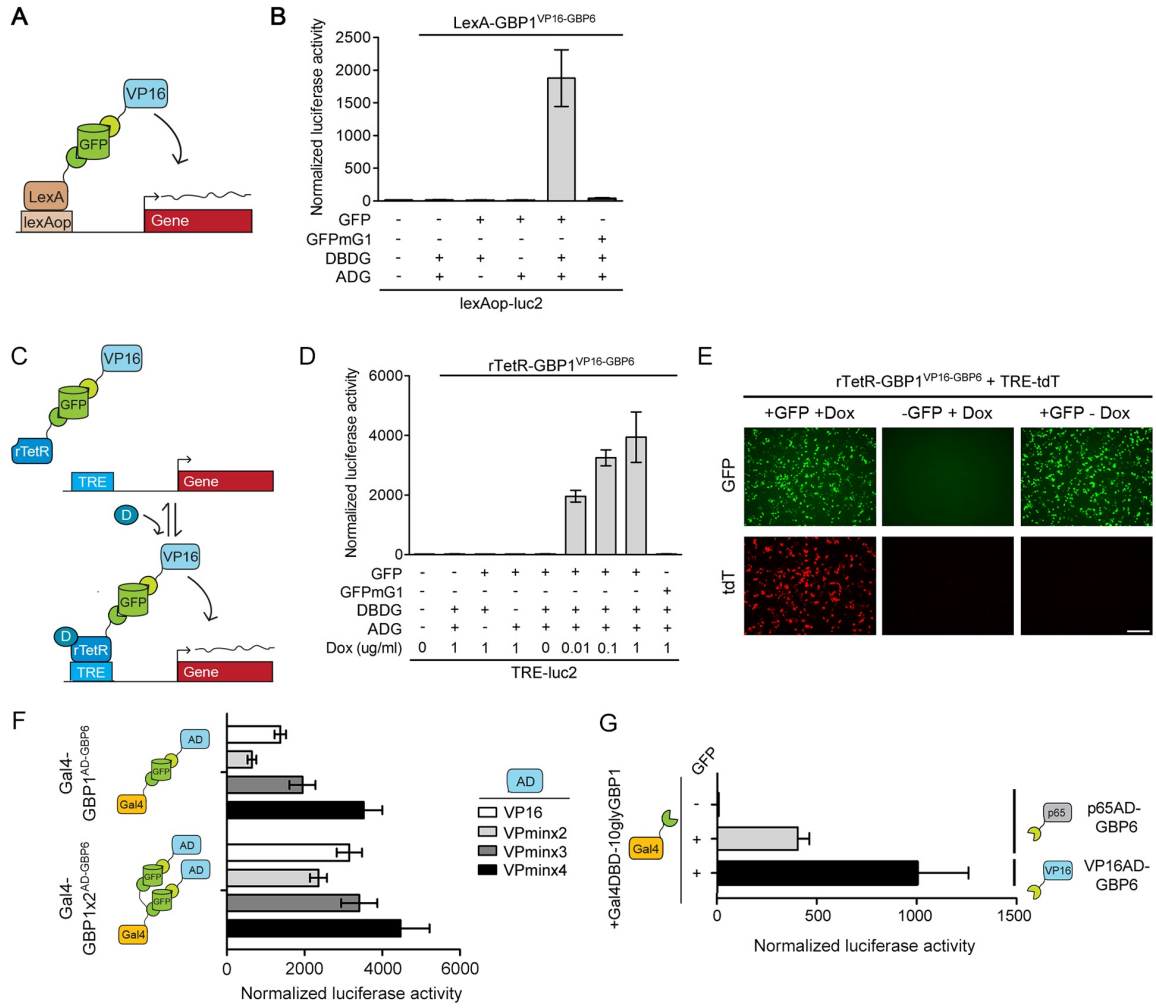 A
VP16
GFP
LexA
lexAop
Gene
B
LexA-GBP1VP16-GBP6
Normalized luciferase activity
2500
2000
1500
1000
500
0
GFP - - + + + -
GFPmG1 - - - - - +
DBDG - + + - + +
ADG - + - + + +
lexAop-luc2
C
VP16
GFP
rTetR
TRE
Gene
D
VP16
GFP
D
rTetR
TRE
Gene
D
rTetR-GBP1VP16-GBP6
Normalized luciferase activity
6000
4000
2000
0
GFP - - + + + + + + -
GFPmG1 - - - - - - - - +
DBDG - + + - + + + + +
ADG - + - + + + + + +
Dox (ug/ml) 0 1 1 1 0 0.01 0.1 1 1
TRE-luc2
E
rTetR-GBP1VP16-GBP6 + TRE-tdT
+GFP +Dox
-GFP + Dox
+GFP - Dox
GFP
tdT
F
Gal4-
GBP1AD-GBP6
AD
GFP
Gal4
Gal4-
GBP1x2AD-GBP6
AD
AD
GFP
GFP
Gal4
0 2000 4000 6000
Normalized luciferase activity
AD
VP16
VPminx2
VPminx3
VPminx4
G
+Gal4DBD-10glyGBP1
Gal4
GFP
-
+
+
0 500 1000 1500
Normalized luciferase activity
p65
p65AD-
GBP6
VP16
VP16AD-
GBP6